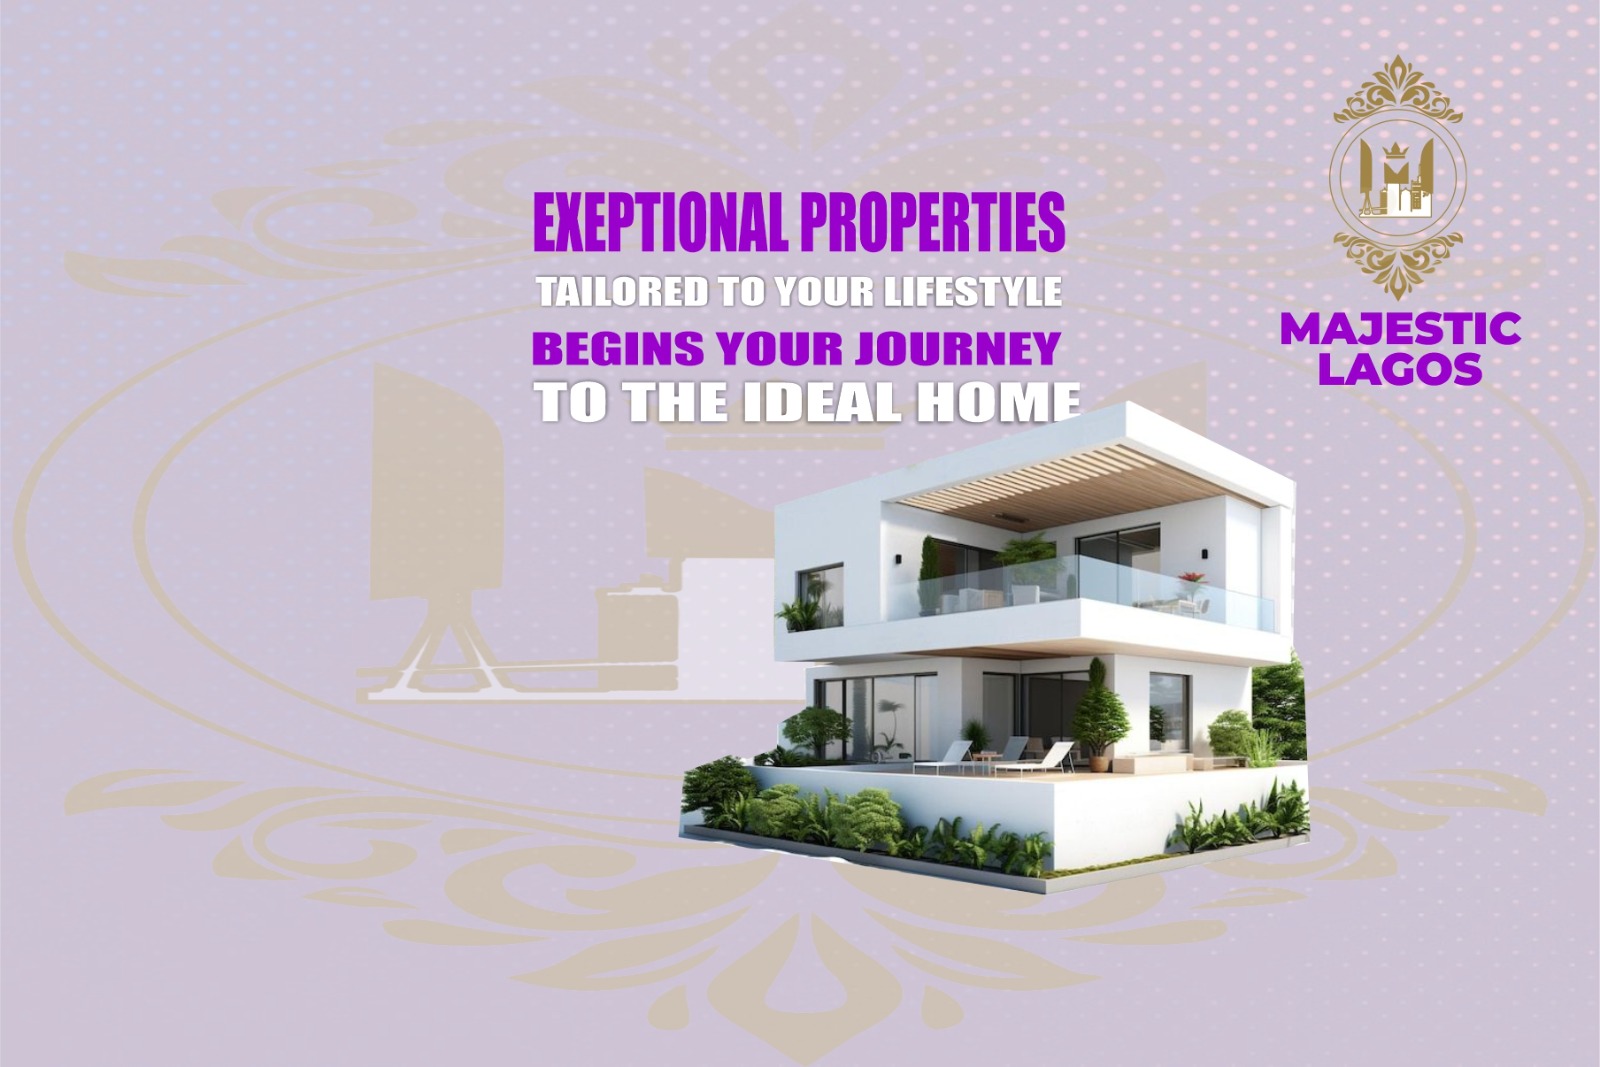 EXEPTIONAL PROPERTIES
TAILORED TO YOUR LIFESTYLE
BEGINS YOUR JOURNEY
TO THE IDEAL HOME
MAJESTIC
LAGOS